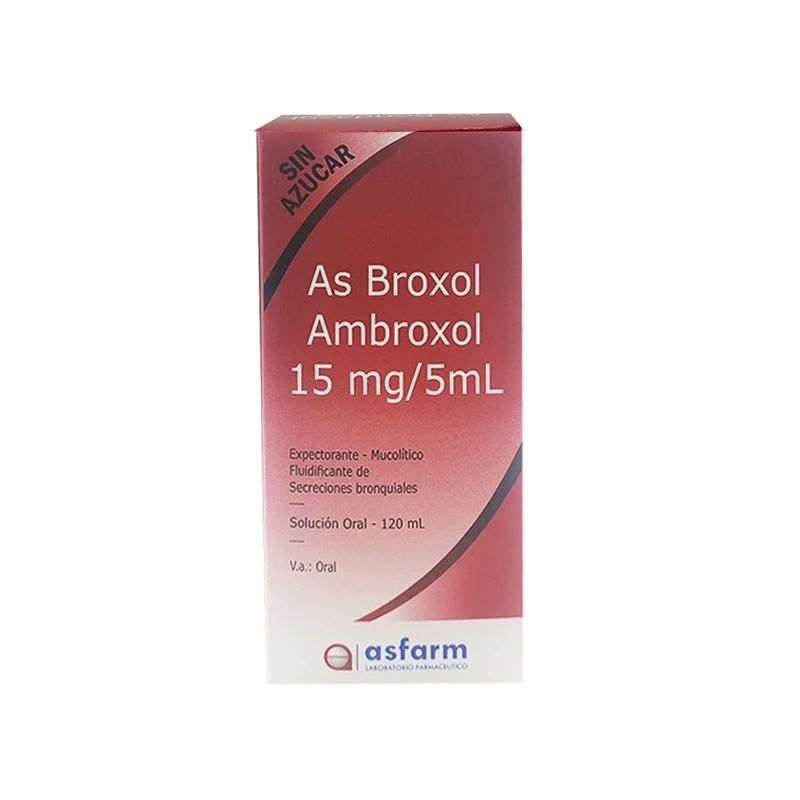 SIN
AZUCAR
As Broxol
Ambroxol
15 mg/5mL
Expectorante - Mucolítico
Fluidificante de
Secreciones bronquiales
Solución Oral - 120 mL
V.a.: Oral
asfarm
LABORATORIO FARMACEUTICO